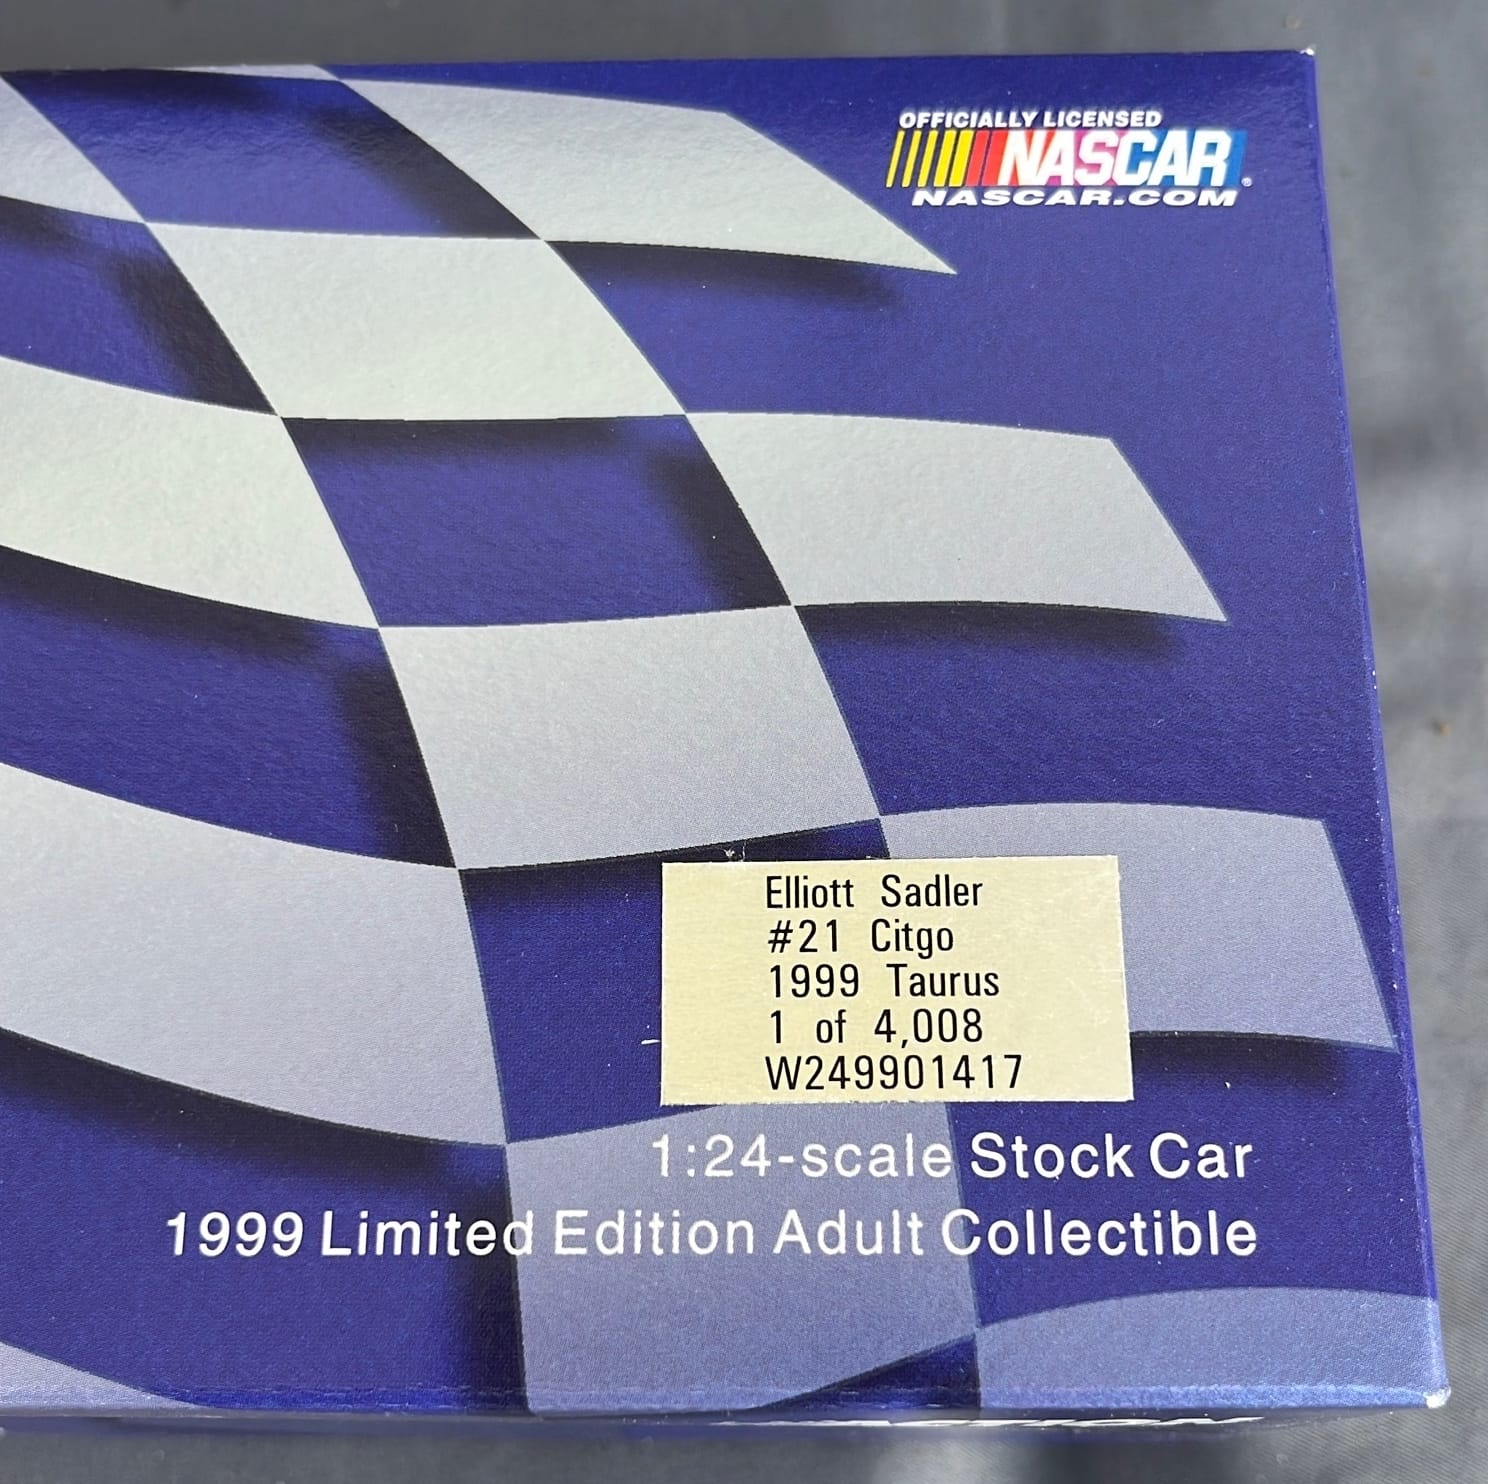 OFFICIALLY LICENSED
NASCAR
NASCAR.COM
Elliott Sadler
#21 Citgo
1999 Taurus
1 of 4,008
W249901417
1:24-scale Stock Car
1999 Limited Edition Adult Collectible